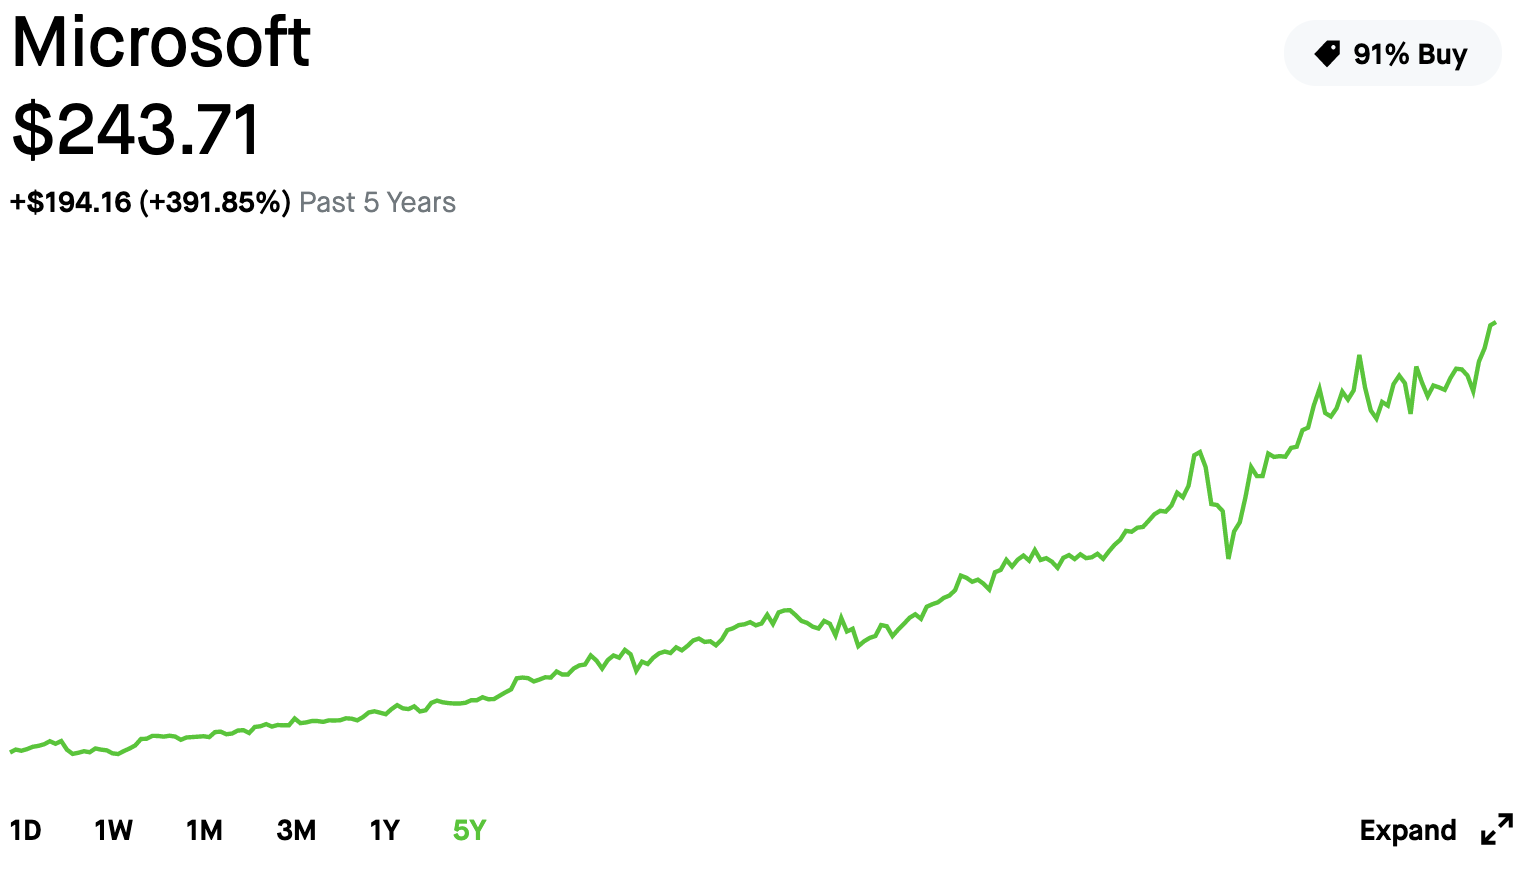 Microsoft
91% Buy
$243.71
+$194.16 (+391.85%) Past 5 Years
1D 1W 1M 3M 1Y 5Y Expand